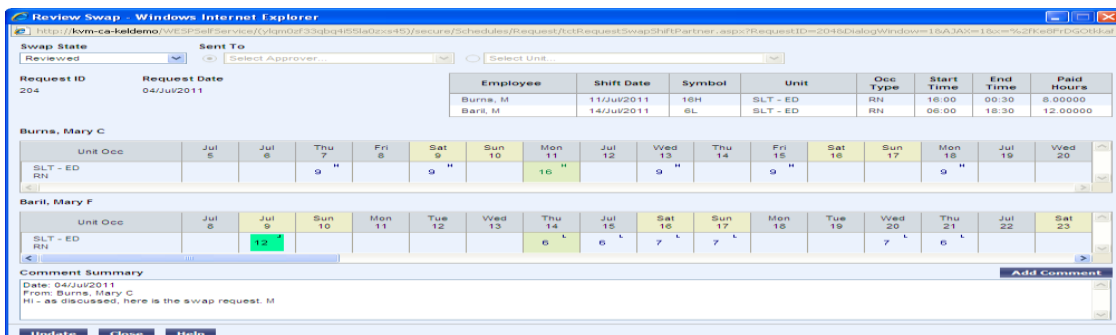 Review Swap - Windows Internet Explorer
Swap State Sent To
Reviewed Select Approver... Select Unit...
Request ID Request Date
204 04/Jul/2011
Employee Shift Date Symbol Unit Occ Type Start Time End Time Paid Hours
Burns, M 11/Jul/2011 16H SLT - ED RN 16:00 00:30 8.00000
Baril, M 14/Jul/2011 6L SLT - ED RN 06:00 18:30 12.00000
Burns, Mary C
Unit Occ Jul 5 Jul 6 Thu 7 Fri 8 Sat 9 Sun 10 Mon 11 Jul 12 Wed 13 Thu 14 Fri 15 Sat 16 Sun 17 Mon 18 Jul 19 Wed 20
SLT - ED 9 H 9 H 16 H 9 H 9 H 9 H
RN
Baril, Mary F
Unit Occ Jul 8 Jul 9 Sun 10 Mon 11 Tue 12 Wed 13 Thu 14 Jul 15 Sat 16 Sun 17 Mon 18 Tue 19 Wed 20 Thu 21 Jul 22 Sat 23
SLT - ED 12 J 6 L 6 L 7 L 7 L 7 L 6 L
RN
Comment Summary Add Comment
Date: 04/Jul/2011
From: Burns, Mary C
Hi - as discussed, here is the swap request. M
Update Close Help